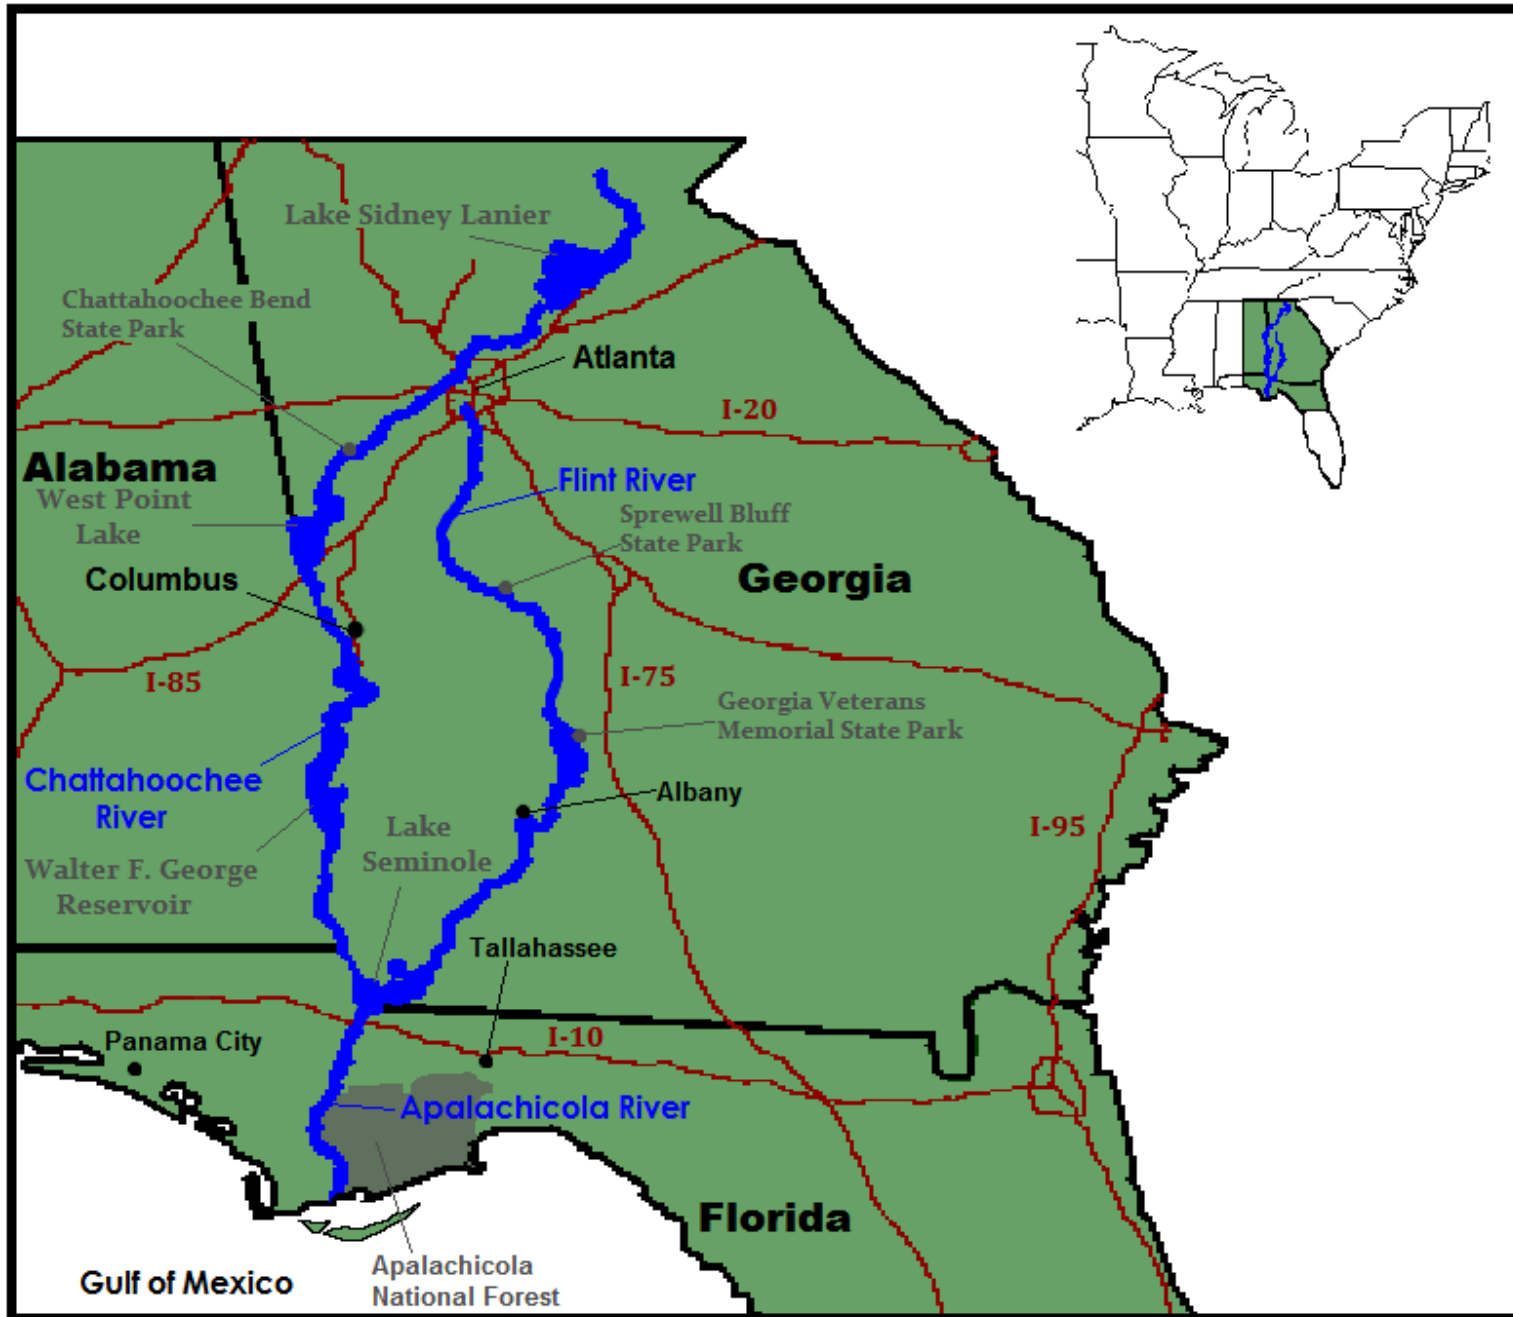 Lake Sidney Lanier
Chattahoochee Bend
State Park
Atlanta
I-20
Alabama
West Point
Lake
Flint River
Sprewell Bluff
State Park
Columbus
Georgia
I-85
I-75
Georgia Veterans
Memorial State Park
Chattahoochee
River
Albany
I-95
Lake
Seminole
Walter F. George
Reservoir
Tallahassee
Panama City
I-10
Apalachicola River
Florida
Apalachicola
National Forest
Gulf of Mexico